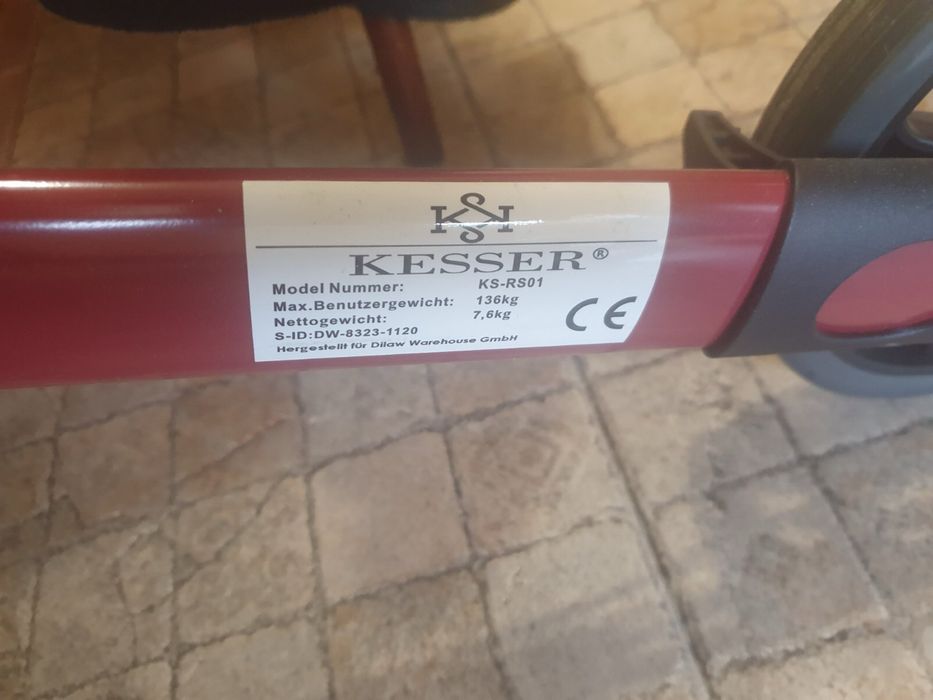 KESSER®
Model Nummer: KS-RS01
Max.Benutzergewicht: 136kg
Nettogewicht: 7,6kg
S-ID:DW-8323-1120
Hergestellt für Dilaw Warehouse GmbH
CE